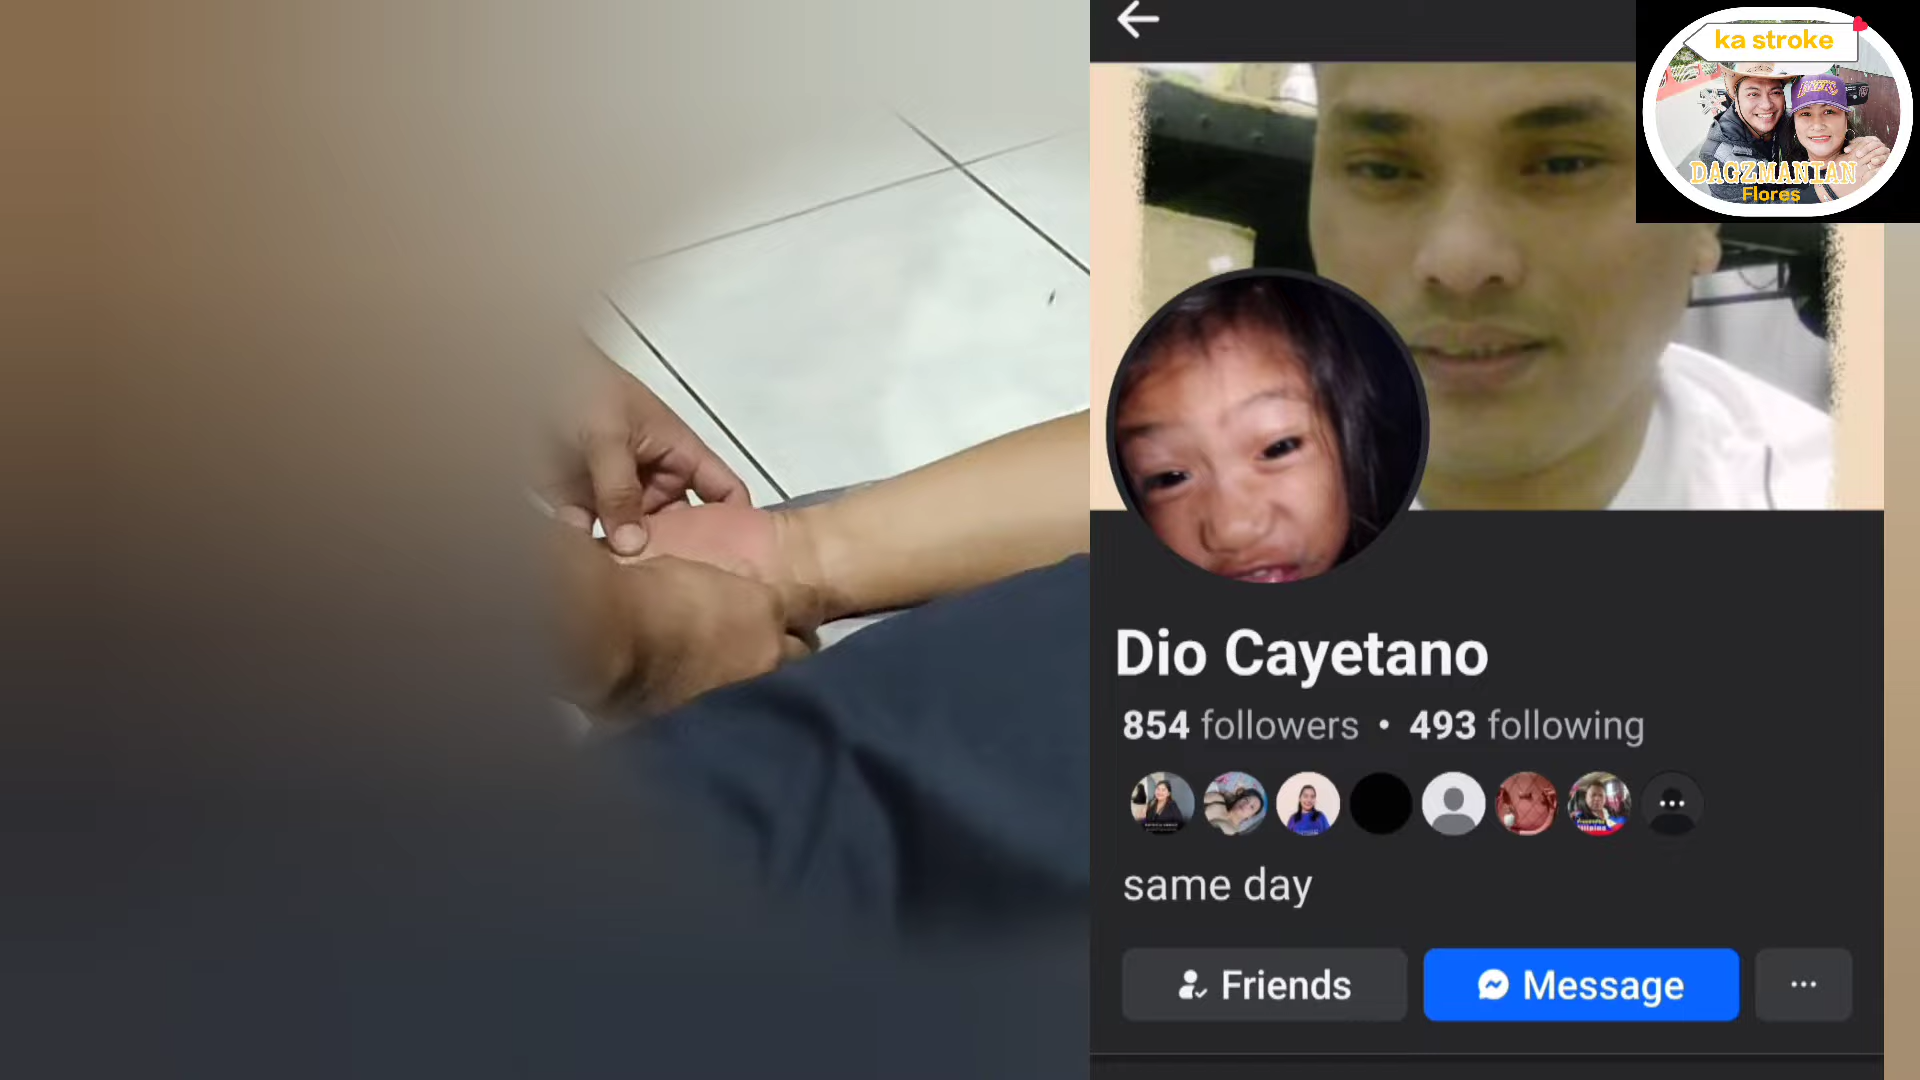 ka stroke
DAGZMANIAN
Flores
Dio Cayetano
854 followers • 493 following
same day
Friends
Message